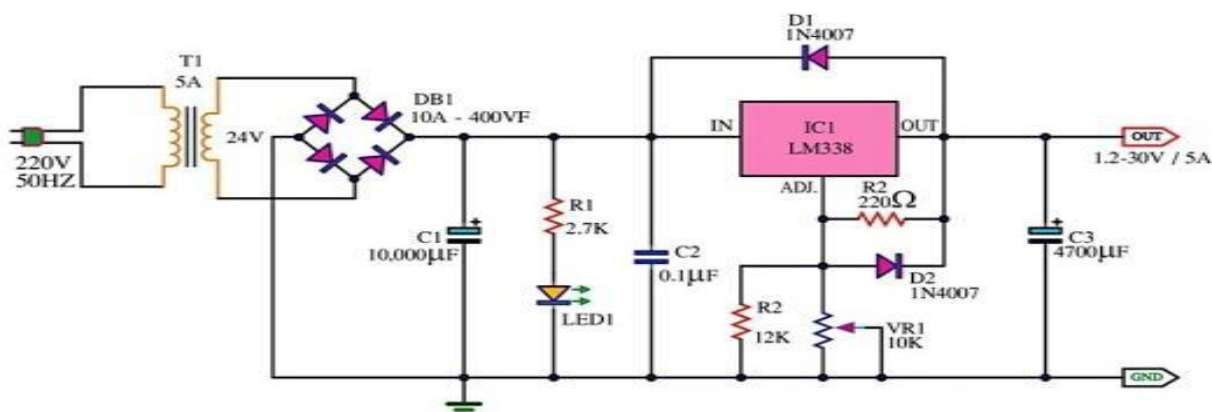 T1
5A
24V
220V
50HZ
DB1
10A - 400VF
C1
10,000µF
R1
2.7K
LED1
C2
0.1µF
D1
1N4007
IN
IC1
OUT
LM338
ADJ.
R2
220Ω
D2
1N4007
R2
12K
VR1
10K
C3
4700µF
OUT
1.2-30V / 5A
GND